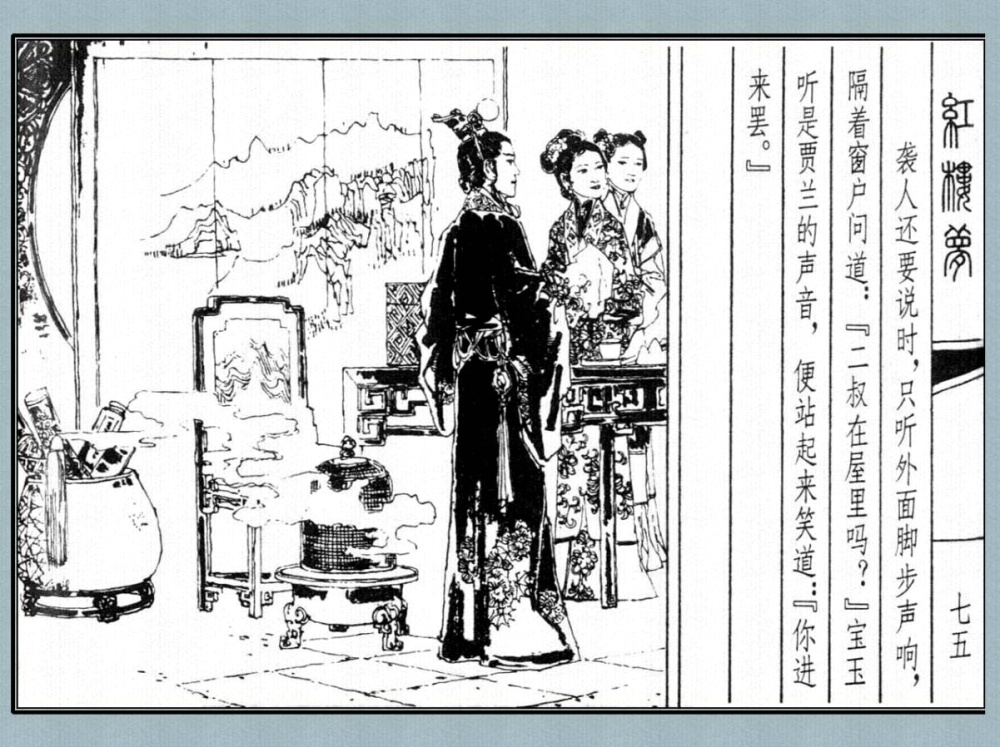 红楼梦
七五
袭人还要说时，只听外面脚步声响，
隔着窗户问道：『二叔在屋里吗？』宝玉
听是贾兰的声音，便站起来笑道：『你进
来罢。』